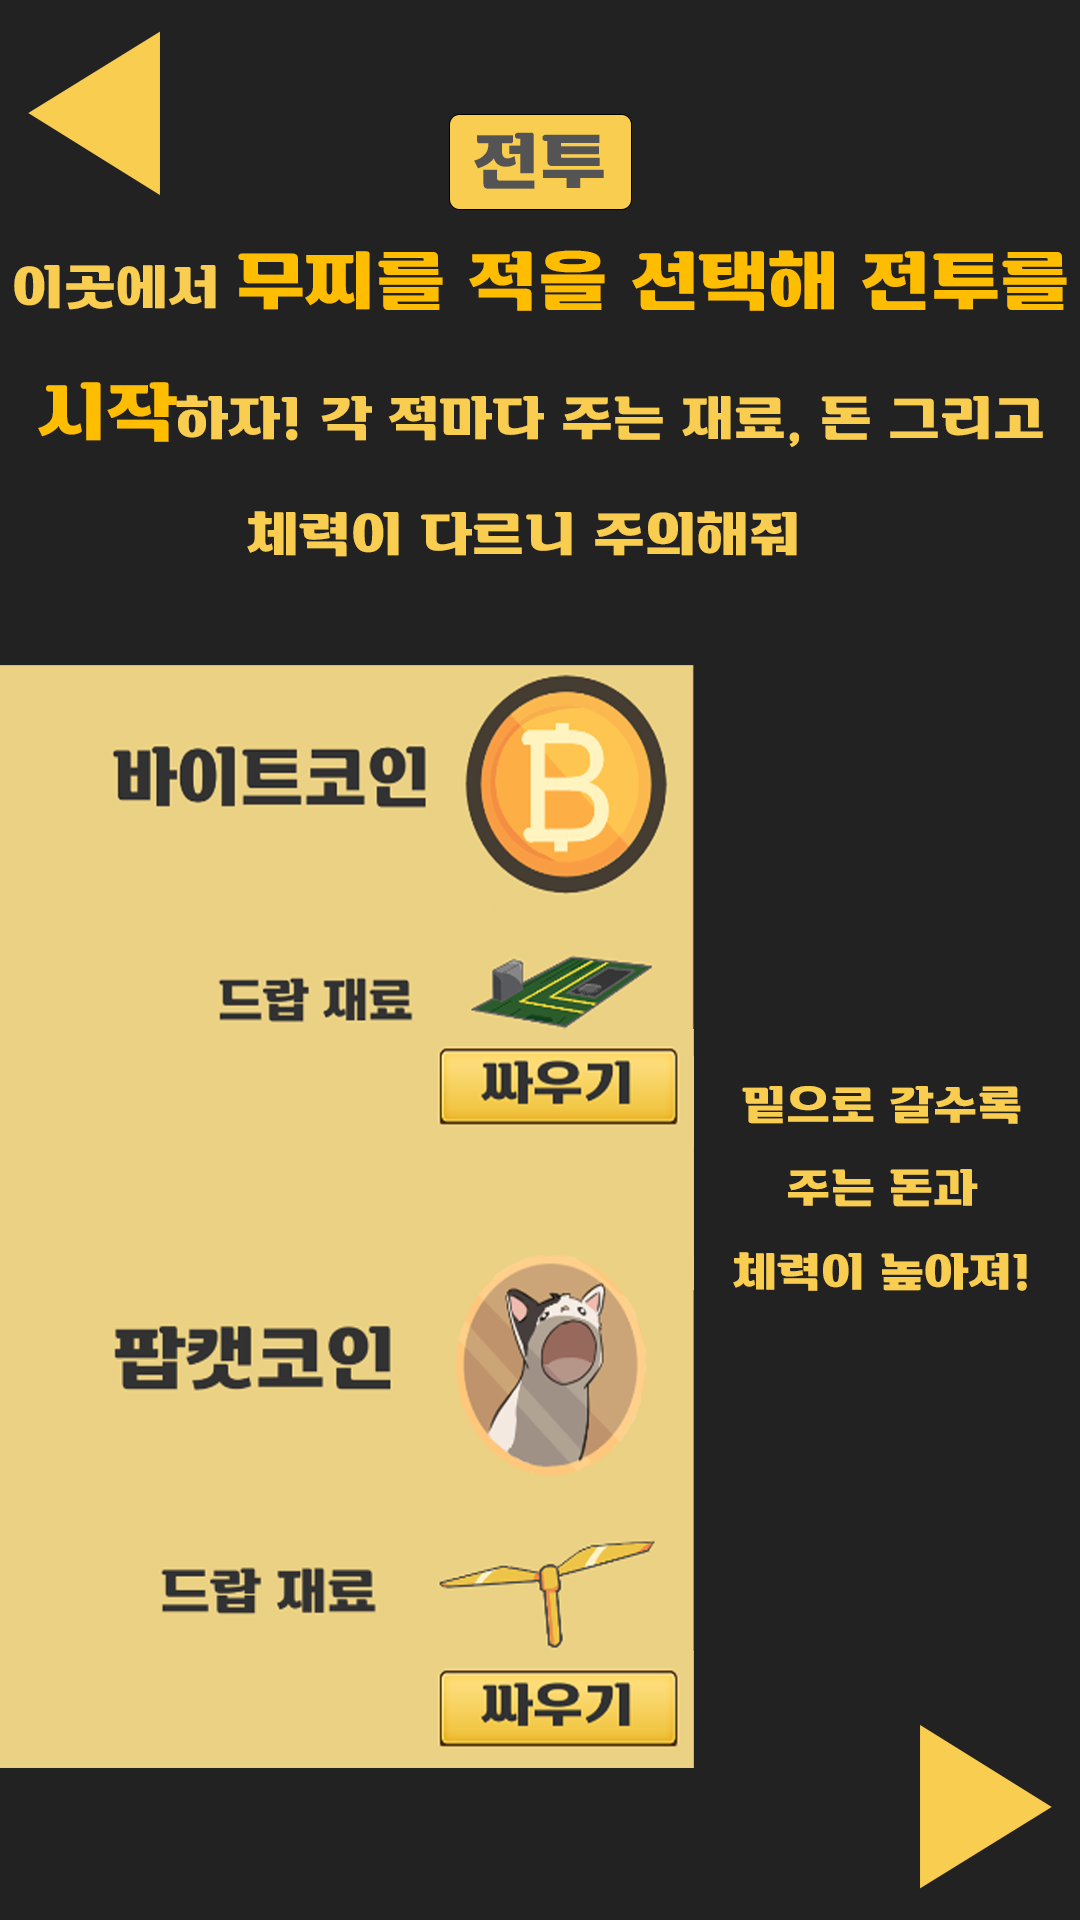 전투
이곳에서 무찌를 적을 선택해 전투를
시작하자! 각 적마다 주는 재료, 돈 그리고
체력이 다르니 주의해줘
바이트코인
드랍 재료
싸우기
밑으로 갈수록
주는 돈과
체력이 높아져!
팝캣코인
드랍 재료
싸우기